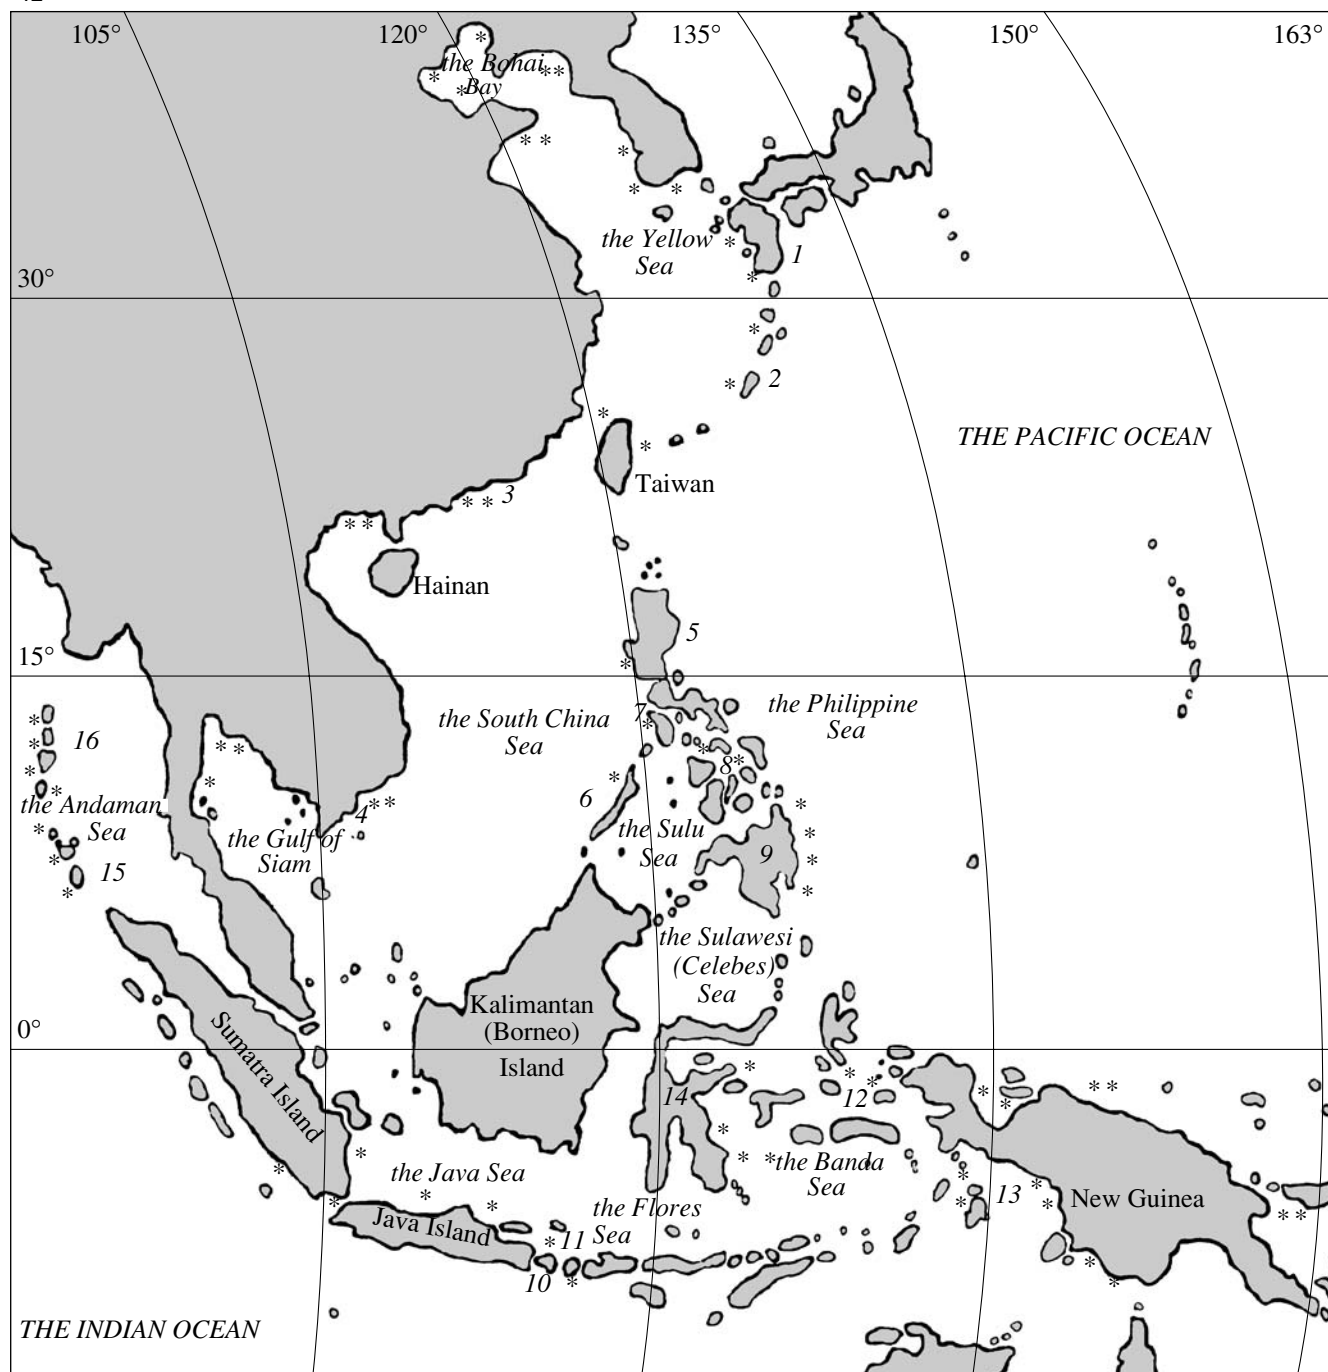 105°
120°
135°
150°
163°
the Bohai
Bay
the Yellow
Sea
1
30°
2
THE PACIFIC OCEAN
Taiwan
3
Hainan
5
15°
the Philippine
Sea
the South China
Sea
7
16
8
6
the Andaman
Sea
4
the Gulf of
Siam
the Sulu
Sea
9
15
the Sulawesi
(Celebes)
Sea
Kalimantan
(Borneo)
Island
0°
Sumatra Island
14
12
the Java Sea
the Banda
Sea
13
New Guinea
the Flores
Sea
Java Island
11
10
THE INDIAN OCEAN